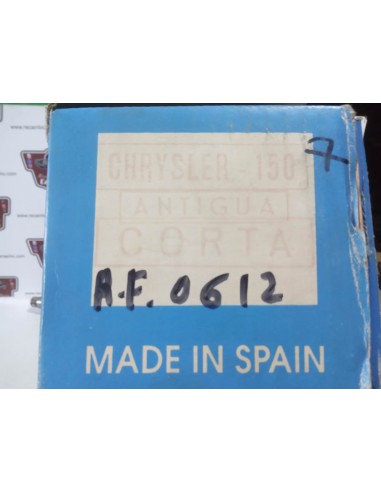 CHRYSLER - 150
7
ANTIGUA
CORTA
A.F. 0612
MADE IN SPAIN